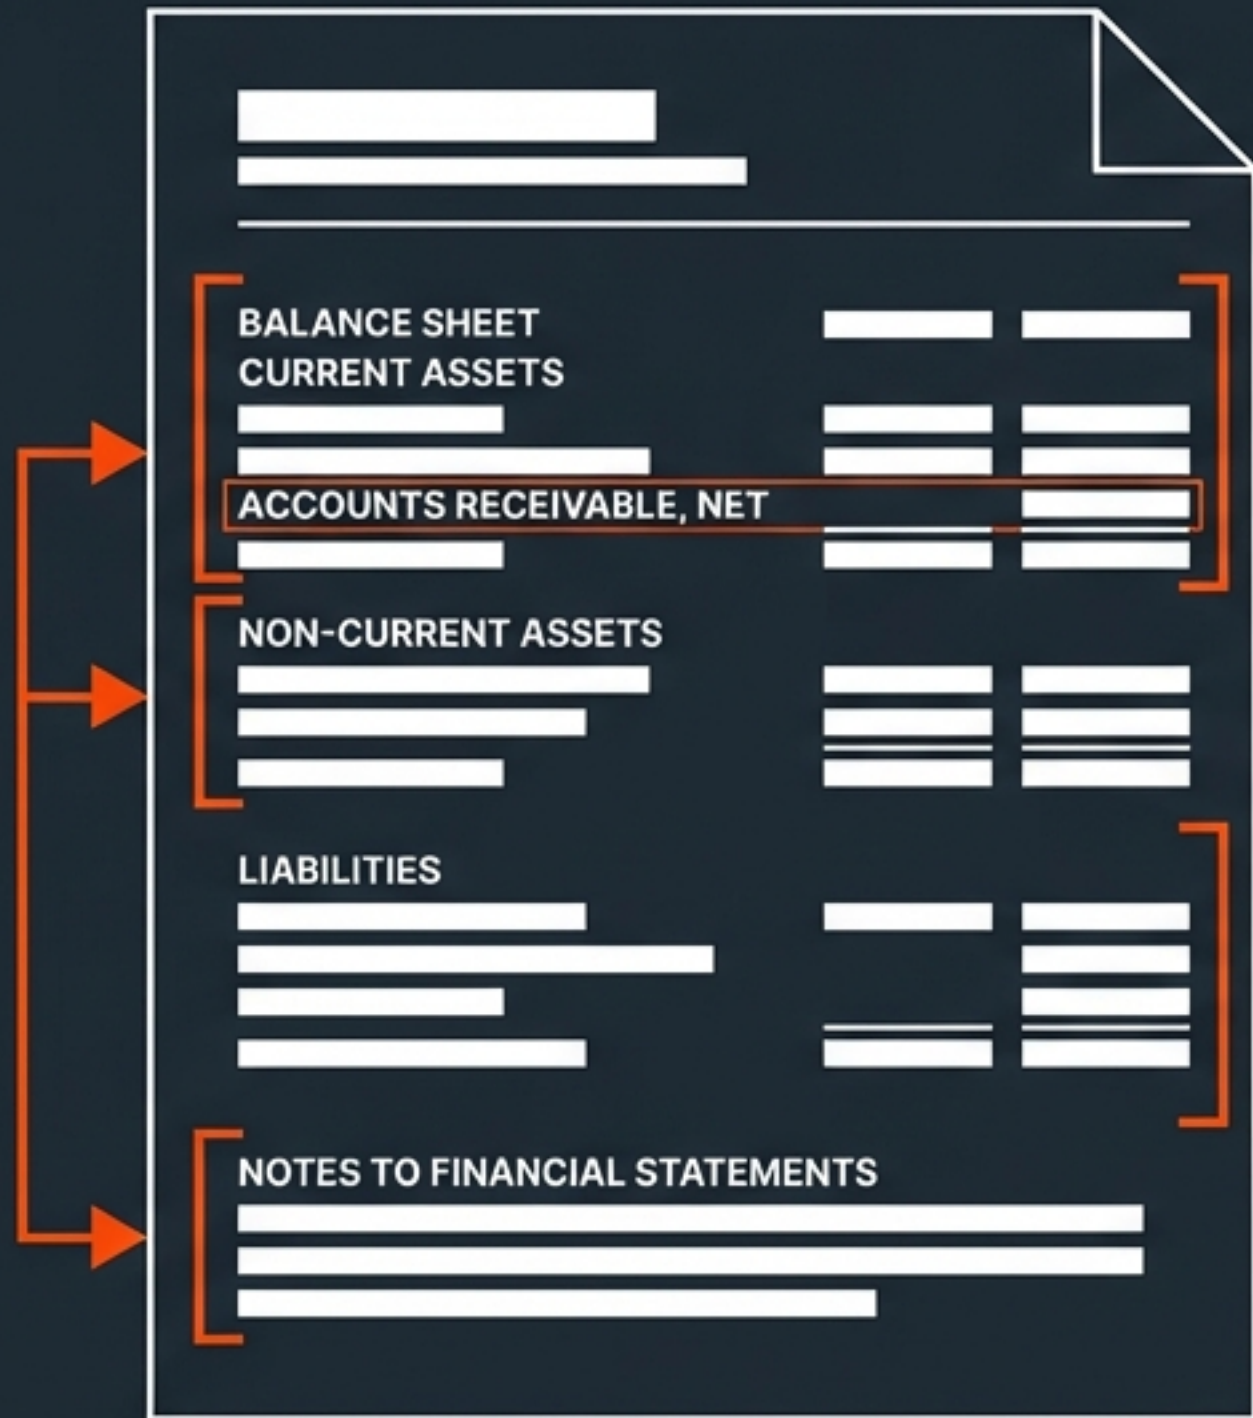 BALANCE SHEET
CURRENT ASSETS
ACCOUNTS RECEIVABLE, NET
NON-CURRENT ASSETS
LIABILITIES
NOTES TO FINANCIAL STATEMENTS